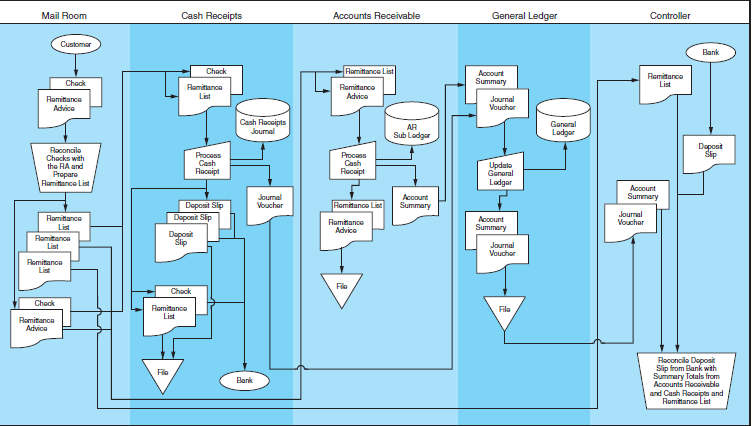 Mail Room
Cash Receipts
Accounts Receivable
General Ledger
Controller
Customer
Check
Remittance
Advice
Reconcile
Checks with
the RA and
Prepare
Remittance List
Remittance
List
Remittance
List
Remittance
List
Check
Remittance
Advice
Check
Remittance
List
Cash Receipts
Journal
Process
Cash
Receipt
Journal
Voucher
Deposit Slip
Deposit Slip
Deposit
Slip
Check
Remittance
List
File
Bank
Remittance List
Remittance
Advice
AR
Sub Ledger
Process
Cash
Receipt
Account
Summary
Remittance List
Remittance
Advice
File
Account
Summary
Journal
Voucher
General
Ledger
Update
General
Ledger
Account
Summary
Journal
Voucher
File
Bank
Remittance
List
Deposit
Slip
Account
Summary
Journal
Voucher
Reconcile Deposit
Slip from Bank with
Summary Totals from
Accounts Receivable
and Cash Receipts and
Remittance List